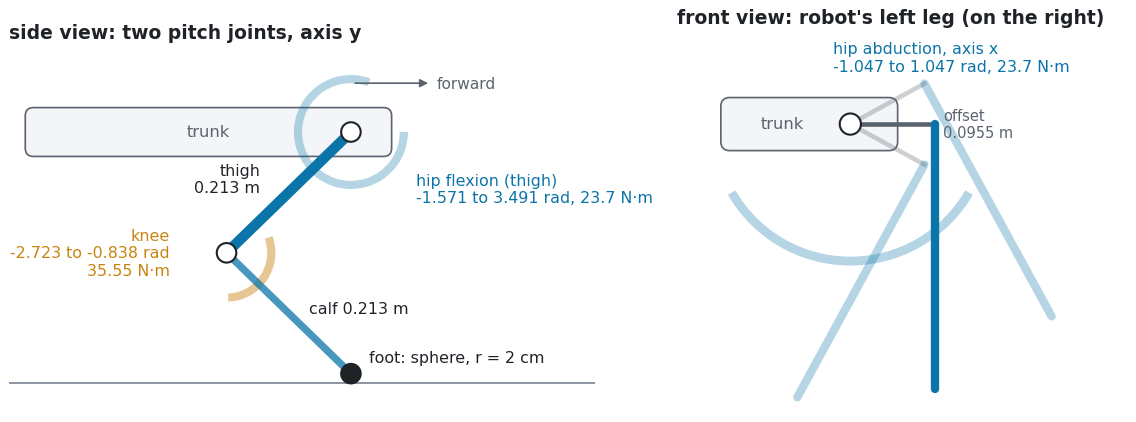 side view: two pitch joints, axis y
forward
trunk
thigh
0.213 m
hip flexion (thigh)
-1.571 to 3.491 rad, 23.7 N·m
knee
-2.723 to -0.838 rad
35.55 N·m
calf 0.213 m
foot: sphere, r = 2 cm
front view: robot's left leg (on the right)
hip abduction, axis x
-1.047 to 1.047 rad, 23.7 N·m
trunk
offset
0.0955 m